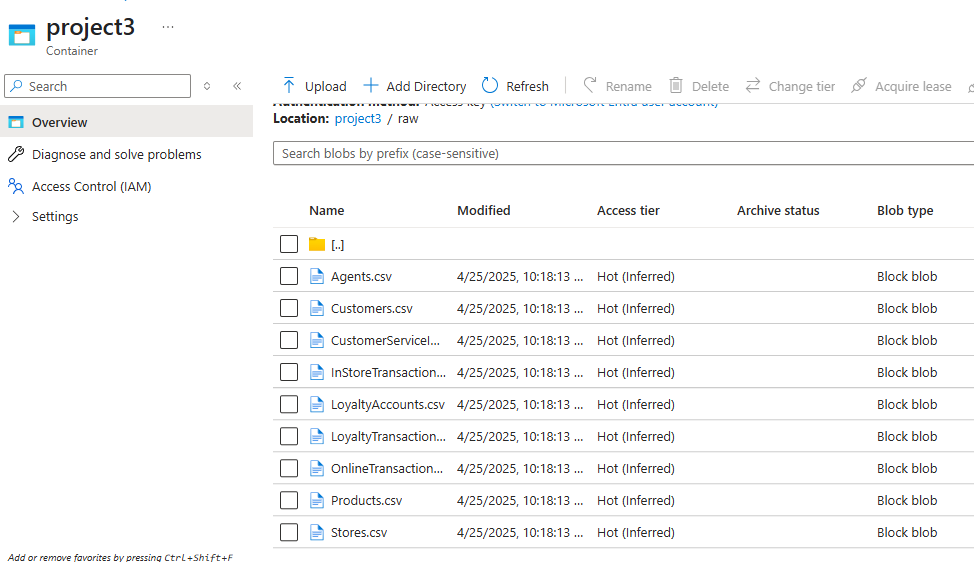 project3 ...
Container
Search
Upload Add Directory Refresh Rename Delete Change tier Acquire lease
Authentication method: Access key (Switch to Microsoft Entra user account)
Location: project3 / raw
Overview
Diagnose and solve problems
Access Control (IAM)
Settings
Search blobs by prefix (case-sensitive)
Name Modified Access tier Archive status Blob type
[..]
Agents.csv 4/25/2025, 10:18:13 ... Hot (Inferred) Block blob
Customers.csv 4/25/2025, 10:18:13 ... Hot (Inferred) Block blob
CustomerServiceI... 4/25/2025, 10:18:13 ... Hot (Inferred) Block blob
InStoreTransaction... 4/25/2025, 10:18:13 ... Hot (Inferred) Block blob
LoyaltyAccounts.csv 4/25/2025, 10:18:13 ... Hot (Inferred) Block blob
LoyaltyTransaction... 4/25/2025, 10:18:13 ... Hot (Inferred) Block blob
OnlineTransaction... 4/25/2025, 10:18:13 ... Hot (Inferred) Block blob
Products.csv 4/25/2025, 10:18:13 ... Hot (Inferred) Block blob
Stores.csv 4/25/2025, 10:18:13 ... Hot (Inferred) Block blob
Add or remove favorites by pressing Ctrl+Shift+F